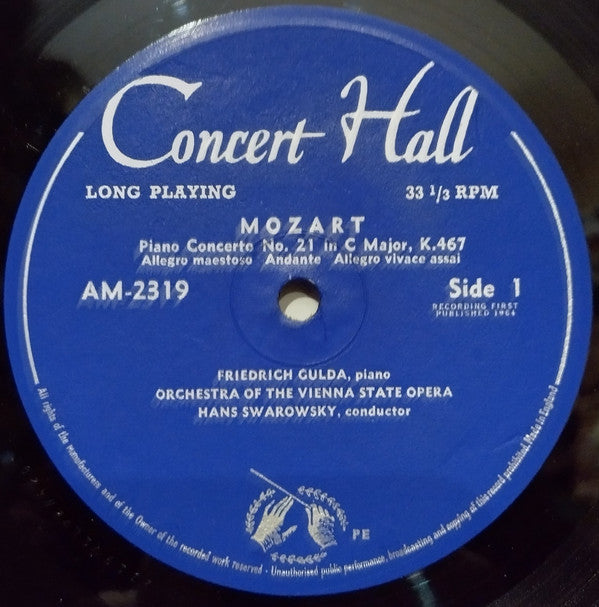 Concert Hall
LONG PLAYING 33 1/3 RPM
MOZART
Piano Concerto No. 21 in C Major, K.467
Allegro maestoso Andante Allegro vivace assai
AM-2319 Side 1
RECORDING FIRST
PUBLISHED 1964
FRIEDRICH GULDA, piano
ORCHESTRA OF THE VIENNA STATE OPERA
HANS SWAROWSKY, conductor
PE
All rights of the Manufacturers and of the Owner of the recorded work reserved - Unauthorised public performance, broadcasting and copying of this record prohibited. Made in England